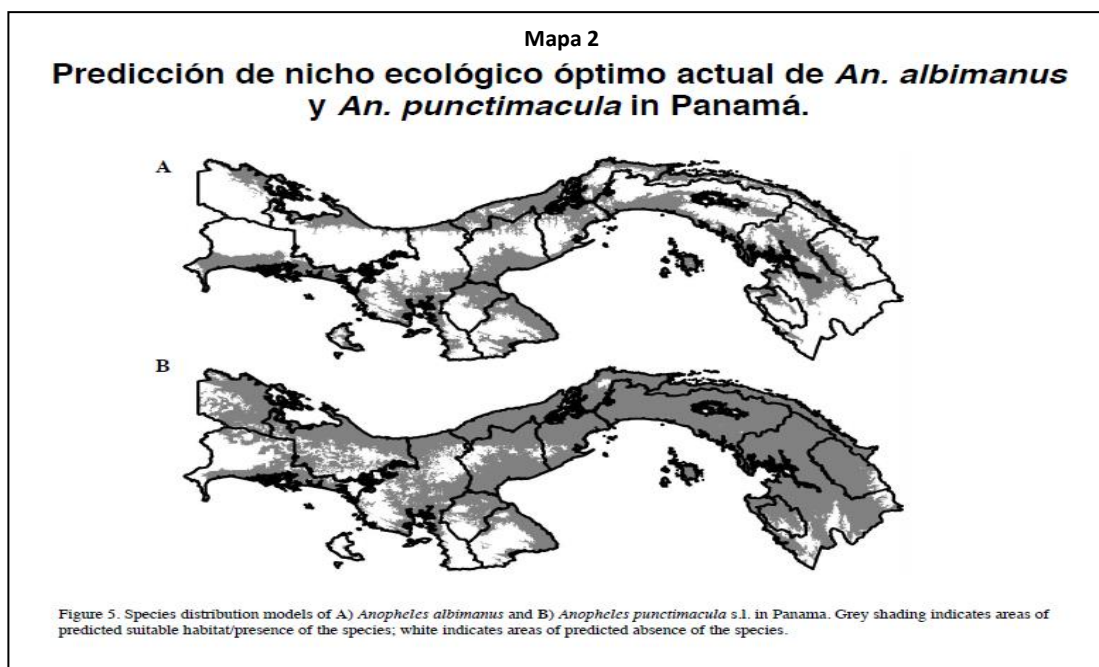 Mapa 2
Predicción de nicho ecológico óptimo actual de An. albimanus
y An. punctimacula in Panamá.
A
B
Figure 5. Species distribution models of A) Anopheles albimanus and B) Anopheles punctimacula s.l. in Panama. Grey shading indicates areas of
predicted suitable habitat/presence of the species; white indicates areas of predicted absence of the species.